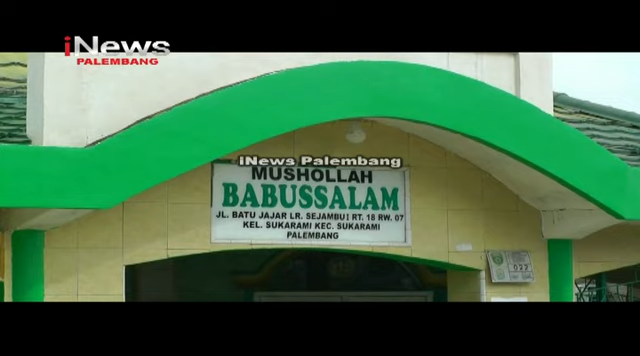 iNews
PALEMBANG
iNews Palembang
MUSHOLLAH
BABUSSALAM
JL. BATU JAJAR LR. SEJAMBU I RT. 18 RW. 07
KEL. SUKARAMI KEC. SUKARAMI
PALEMBANG